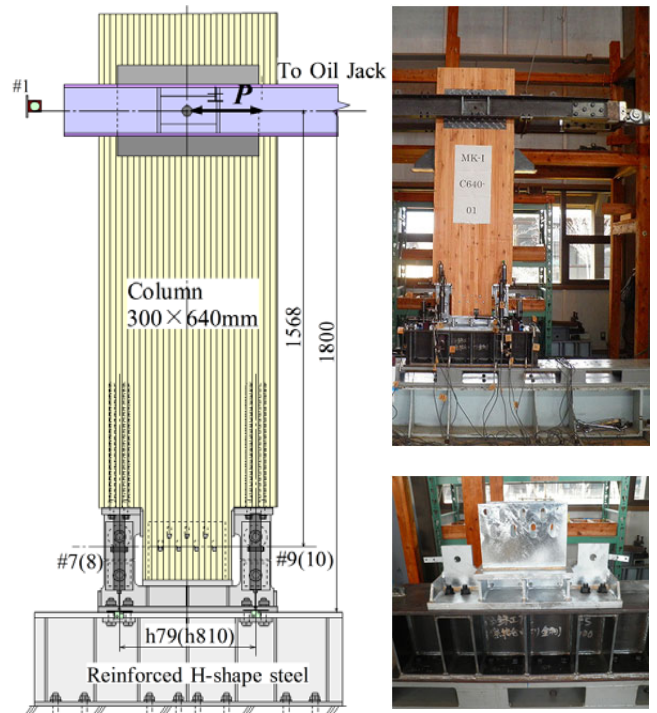 #1
To Oil Jack
P
MK-I
C640-
01
Column
300×640mm
1568
1800
#7(8)
#9(10)
h79(h810)
Reinforced H-shape steel